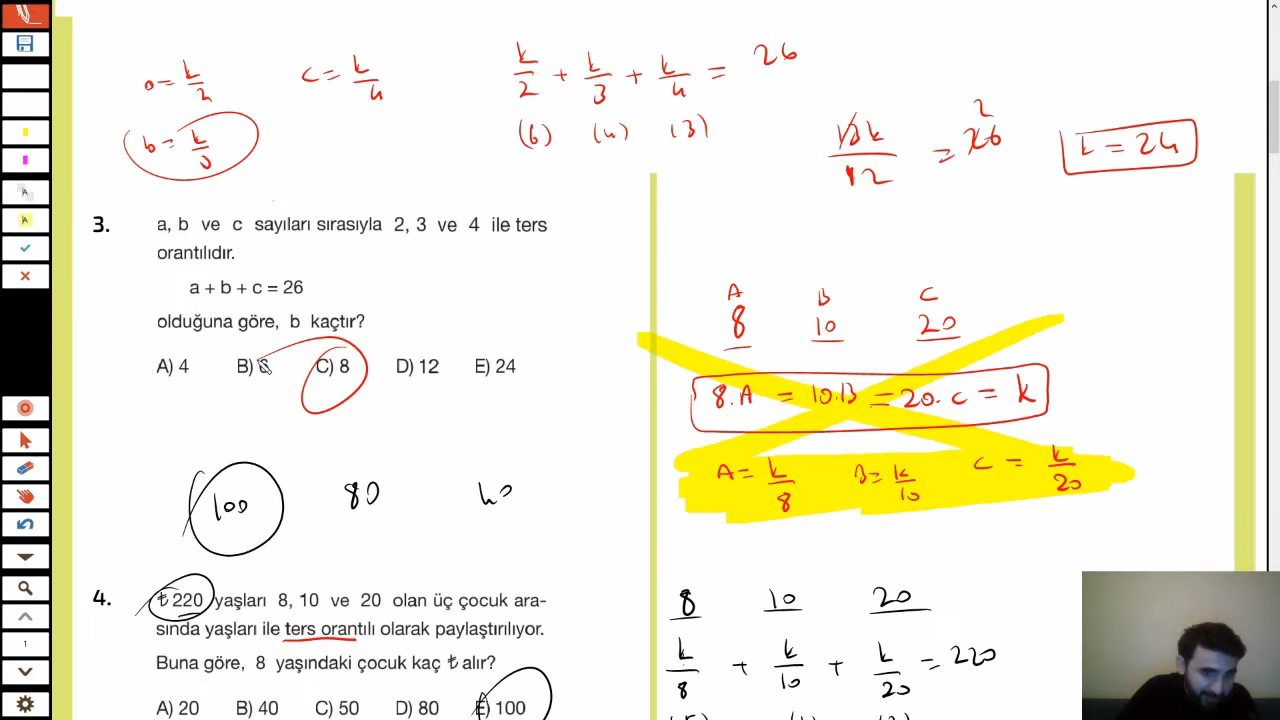 a = k/2 c = k/4 k/2 + k/3 + k/4 = 26
b = k/3 (6) (4) (3) 13k/12 = 26 2 k = 24
3. a, b ve c sayıları sırasıyla 2, 3 ve 4 ile ters
orantılıdır.
a + b + c = 26
olduğuna göre, b kaçtır?
A) 4 B) 6 C) 8 D) 12 E) 24
A B C
8 10 20
8.A = 10.B = 20.C = k
A = k/8 B = k/10 C = k/20
100 80 40
4. ₺220 yaşları 8, 10 ve 20 olan üç çocuk ara-
sında yaşları ile ters orantılı olarak paylaştırılıyor.
Buna göre, 8 yaşındaki çocuk kaç ₺ alır?
A) 20 B) 40 C) 50 D) 80 E) 100
8 10 20
k/8 + k/10 + k/20 = 220
1